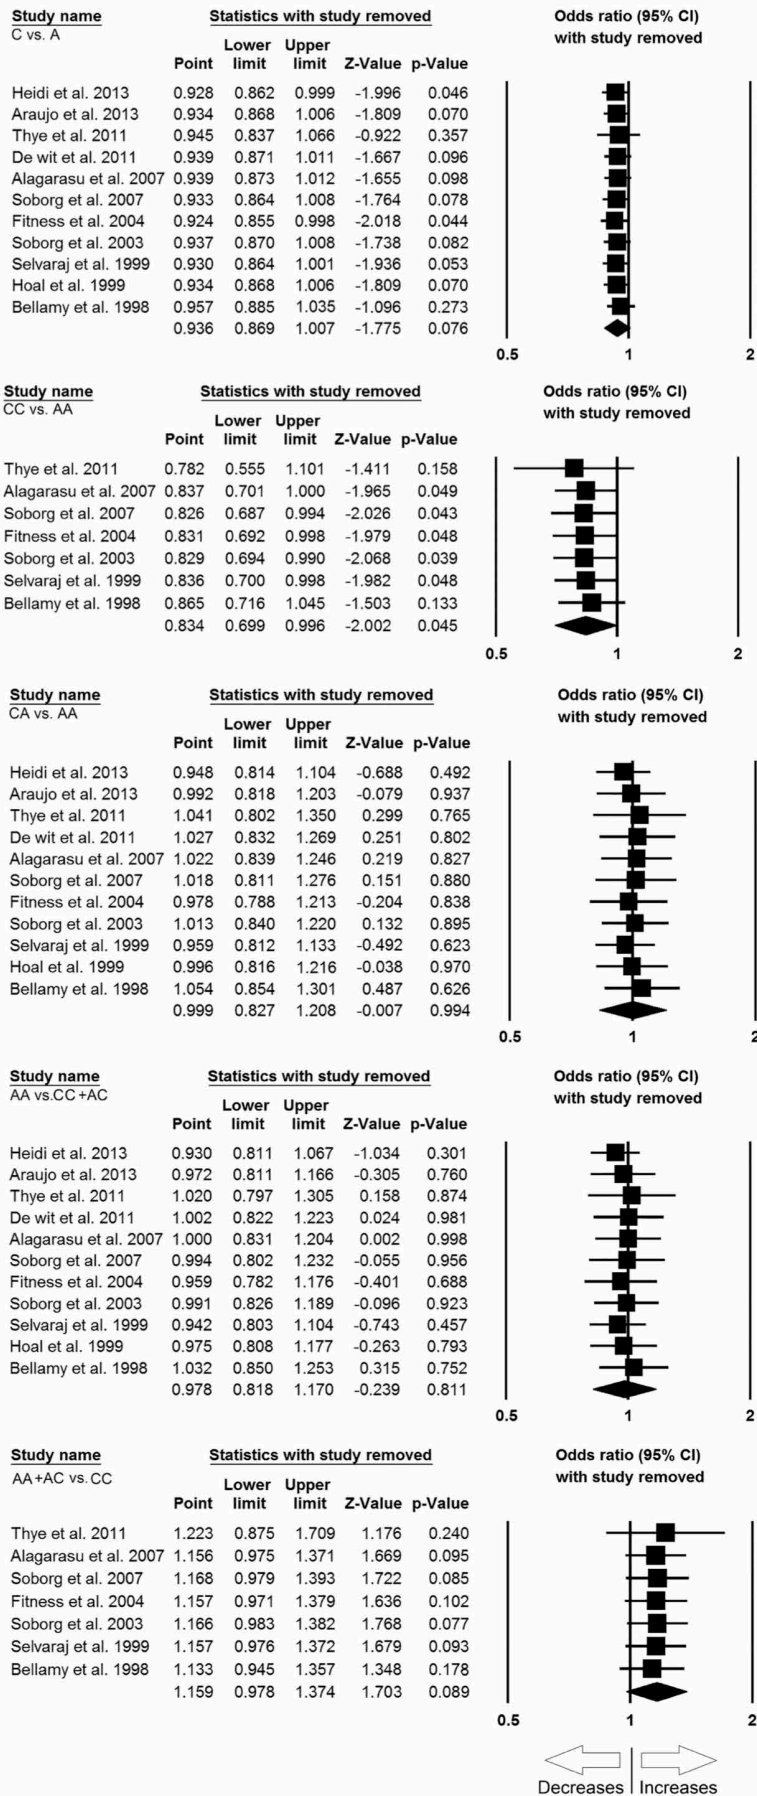 Study name Statistics with study removed Odds ratio (95% CI)
C vs. A with study removed
Lower Upper
Point limit limit Z-Value p-Value
Heidi et al. 2013 0.928 0.862 0.999 -1.996 0.046
Araujo et al. 2013 0.934 0.868 1.006 -1.809 0.070
Thye et al. 2011 0.945 0.837 1.066 -0.922 0.357
De wit et al. 2011 0.939 0.871 1.011 -1.667 0.096
Alagarasu et al. 2007 0.939 0.873 1.012 -1.655 0.098
Soborg et al. 2007 0.933 0.864 1.008 -1.764 0.078
Fitness et al. 2004 0.924 0.855 0.998 -2.018 0.044
Soborg et al. 2003 0.937 0.870 1.008 -1.738 0.082
Selvaraj et al. 1999 0.930 0.864 1.001 -1.936 0.053
Hoal et al. 1999 0.934 0.868 1.006 -1.809 0.070
Bellamy et al. 1998 0.957 0.885 1.035 -1.096 0.273
0.936 0.869 1.007 -1.775 0.076
0.5 1 2
Study name Statistics with study removed Odds ratio (95% CI)
CC vs. AA with study removed
Lower Upper
Point limit limit Z-Value p-Value
Thye et al. 2011 0.782 0.555 1.101 -1.411 0.158
Alagarasu et al. 2007 0.837 0.701 1.000 -1.965 0.049
Soborg et al. 2007 0.826 0.687 0.994 -2.026 0.043
Fitness et al. 2004 0.831 0.692 0.998 -1.979 0.048
Soborg et al. 2003 0.829 0.694 0.990 -2.068 0.039
Selvaraj et al. 1999 0.836 0.700 0.998 -1.982 0.048
Bellamy et al. 1998 0.865 0.716 1.045 -1.503 0.133
0.834 0.699 0.996 -2.002 0.045
0.5 1 2
Study name Statistics with study removed Odds ratio (95% CI)
CA vs. AA with study removed
Lower Upper
Point limit limit Z-Value p-Value
Heidi et al. 2013 0.948 0.814 1.104 -0.688 0.492
Araujo et al. 2013 0.992 0.818 1.203 -0.079 0.937
Thye et al. 2011 1.041 0.802 1.350 0.299 0.765
De wit et al. 2011 1.027 0.832 1.269 0.251 0.802
Alagarasu et al. 2007 1.022 0.839 1.246 0.219 0.827
Soborg et al. 2007 1.018 0.811 1.276 0.151 0.880
Fitness et al. 2004 0.978 0.788 1.213 -0.204 0.838
Soborg et al. 2003 1.013 0.840 1.220 0.132 0.895
Selvaraj et al. 1999 0.959 0.812 1.133 -0.492 0.623
Hoal et al. 1999 0.996 0.816 1.216 -0.038 0.970
Bellamy et al. 1998 1.054 0.854 1.301 0.487 0.626
0.999 0.827 1.208 -0.007 0.994
0.5 1 2
Study name Statistics with study removed Odds ratio (95% CI)
AA vs.CC+AC with study removed
Lower Upper
Point limit limit Z-Value p-Value
Heidi et al. 2013 0.930 0.811 1.067 -1.034 0.301
Araujo et al. 2013 0.972 0.811 1.166 -0.305 0.760
Thye et al. 2011 1.020 0.797 1.305 0.158 0.874
De wit et al. 2011 1.002 0.822 1.223 0.024 0.981
Alagarasu et al. 2007 1.000 0.831 1.204 0.002 0.998
Soborg et al. 2007 0.994 0.802 1.232 -0.055 0.956
Fitness et al. 2004 0.959 0.782 1.176 -0.401 0.688
Soborg et al. 2003 0.991 0.826 1.189 -0.096 0.923
Selvaraj et al. 1999 0.942 0.803 1.104 -0.743 0.457
Hoal et al. 1999 0.975 0.808 1.177 -0.263 0.793
Bellamy et al. 1998 1.032 0.850 1.253 0.315 0.752
0.978 0.818 1.170 -0.239 0.811
0.5 1 2
Study name Statistics with study removed Odds ratio (95% CI)
AA+AC vs. CC with study removed
Lower Upper
Point limit limit Z-Value p-Value
Thye et al. 2011 1.223 0.875 1.709 1.176 0.240
Alagarasu et al. 2007 1.156 0.975 1.371 1.669 0.095
Soborg et al. 2007 1.168 0.979 1.393 1.722 0.085
Fitness et al. 2004 1.157 0.971 1.379 1.636 0.102
Soborg et al. 2003 1.166 0.983 1.382 1.768 0.077
Selvaraj et al. 1999 1.157 0.976 1.372 1.679 0.093
Bellamy et al. 1998 1.133 0.945 1.357 1.348 0.178
1.159 0.978 1.374 1.703 0.089
0.5 1 2
Decreases Increases